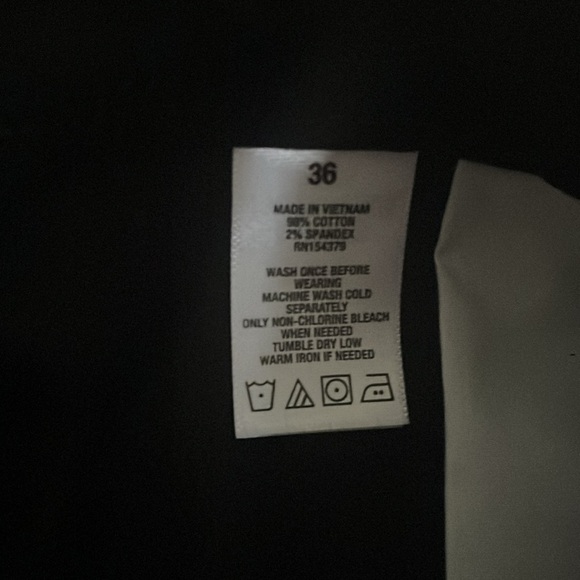 36
MADE IN VIETNAM
98% COTTON
2% SPANDEX
RN154379
WASH ONCE BEFORE
WEARING
MACHINE WASH COLD
SEPARATELY
ONLY NON-CHLORINE BLEACH
WHEN NEEDED
TUMBLE DRY LOW
WARM IRON IF NEEDED